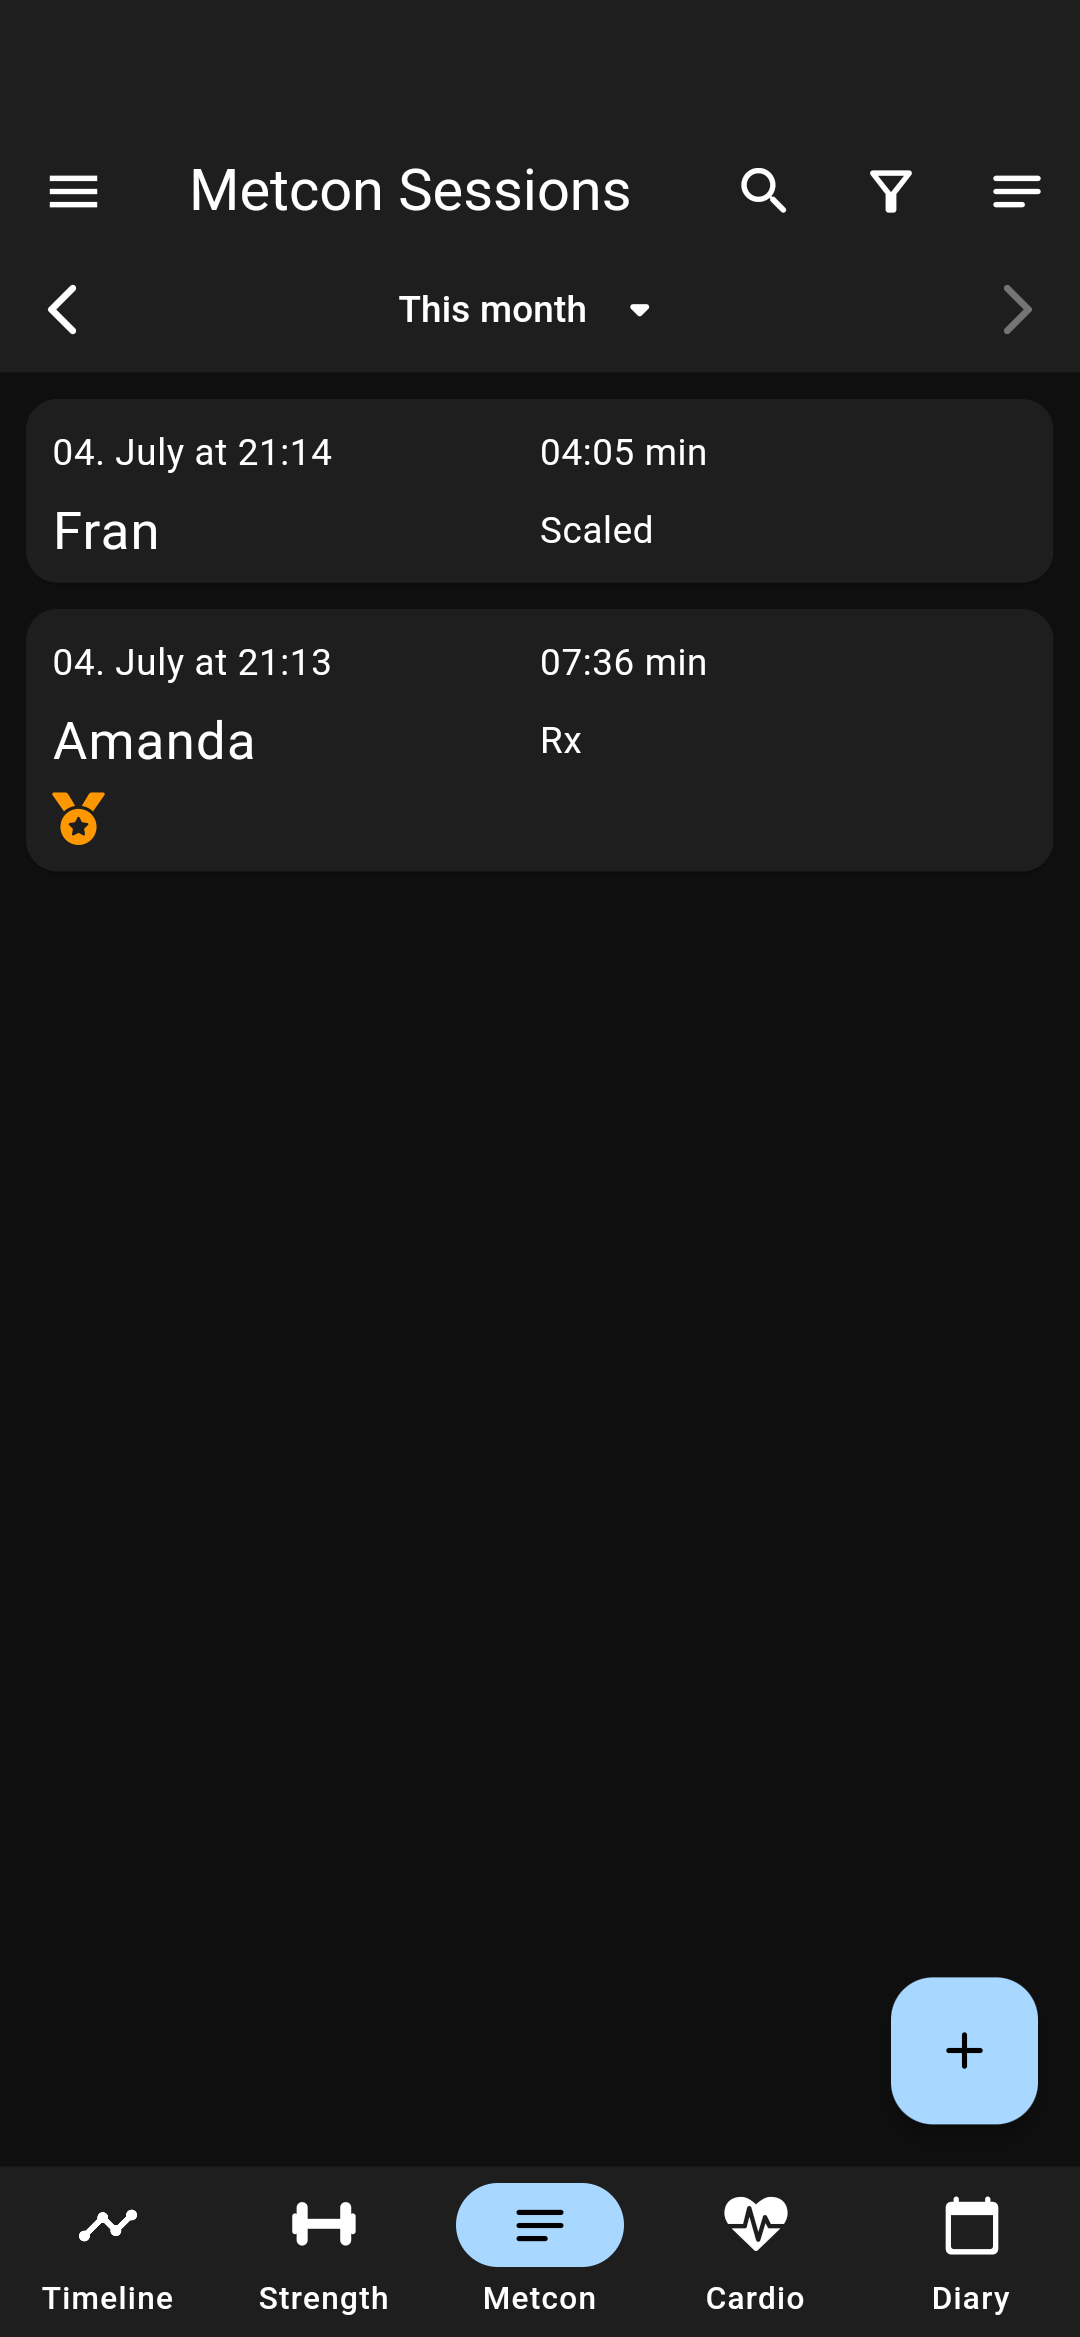 Metcon Sessions
This month
04. July at 21:14
04:05 min
Fran
Scaled
04. July at 21:13
07:36 min
Amanda
Rx
Timeline
Strength
Metcon
Cardio
Diary